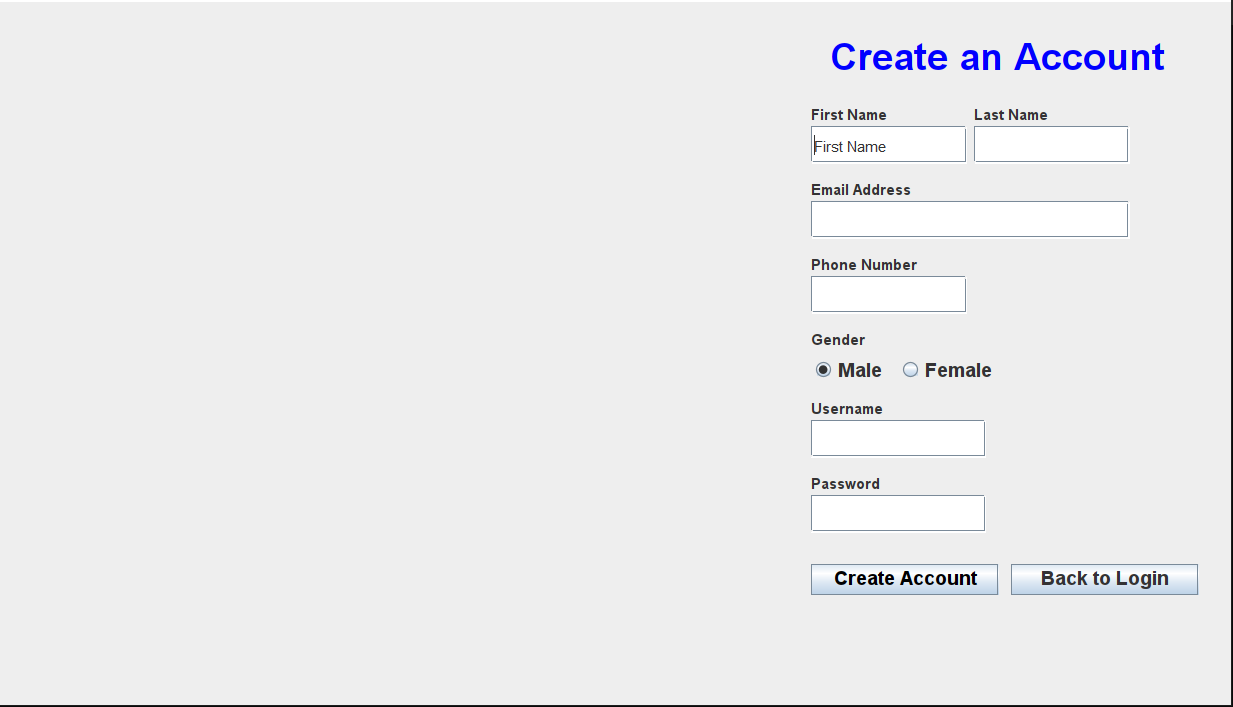 Create an Account
First Name Last Name
First Name
Email Address
Phone Number
Gender
Male Female
Username
Password
Create Account Back to Login